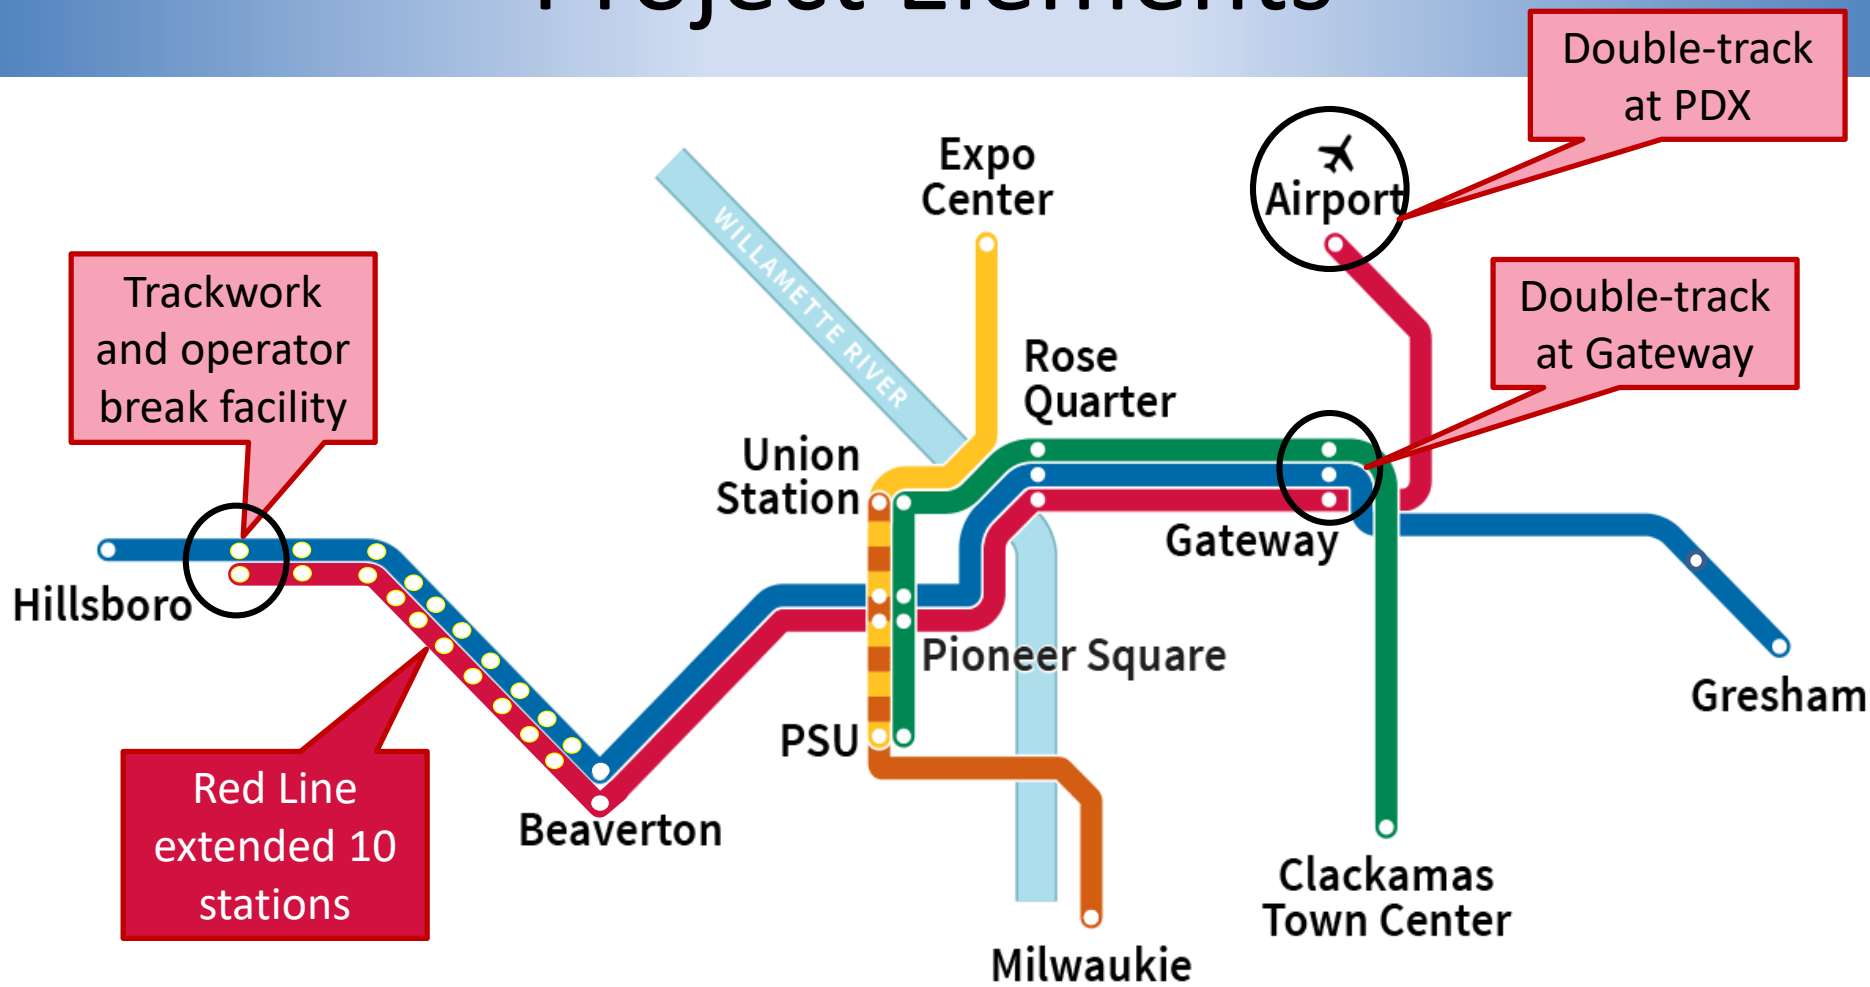 Project Elements
Double-track
at PDX
Expo
Center
Airport
WILLAMETTE RIVER
Trackwork
and operator
break facility
Double-track
at Gateway
Rose
Quarter
Union
Station
Gateway
Hillsboro
Pioneer Square
Gresham
PSU
Red Line
extended 10
stations
Beaverton
Clackamas
Town Center
Milwaukie